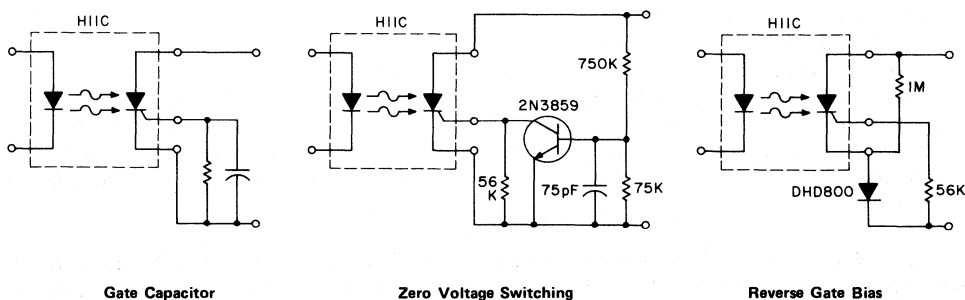 H11C
Gate Capacitor
H11C
750K
2N3859
56
K
75pF
75K
Zero Voltage Switching
H11C
1M
DHD800
56K
Reverse Gate Bias